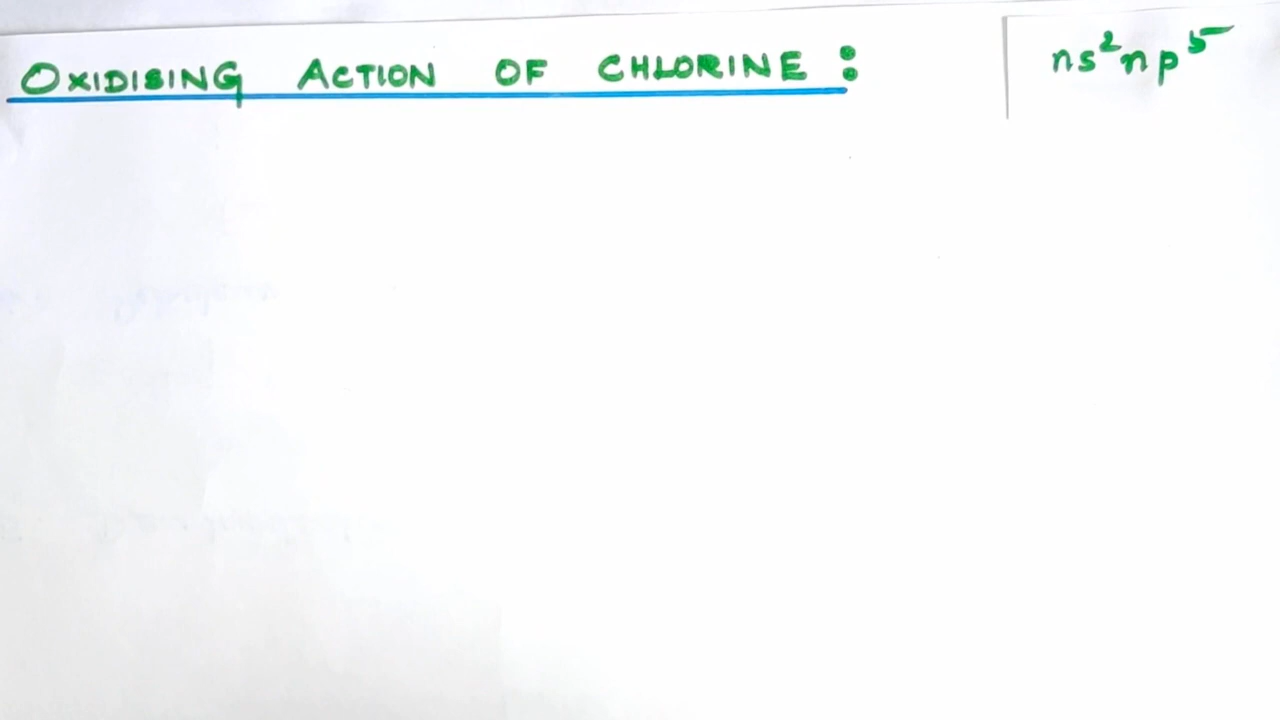 OXIDISING ACTION OF CHLORINE :
ns²np⁵